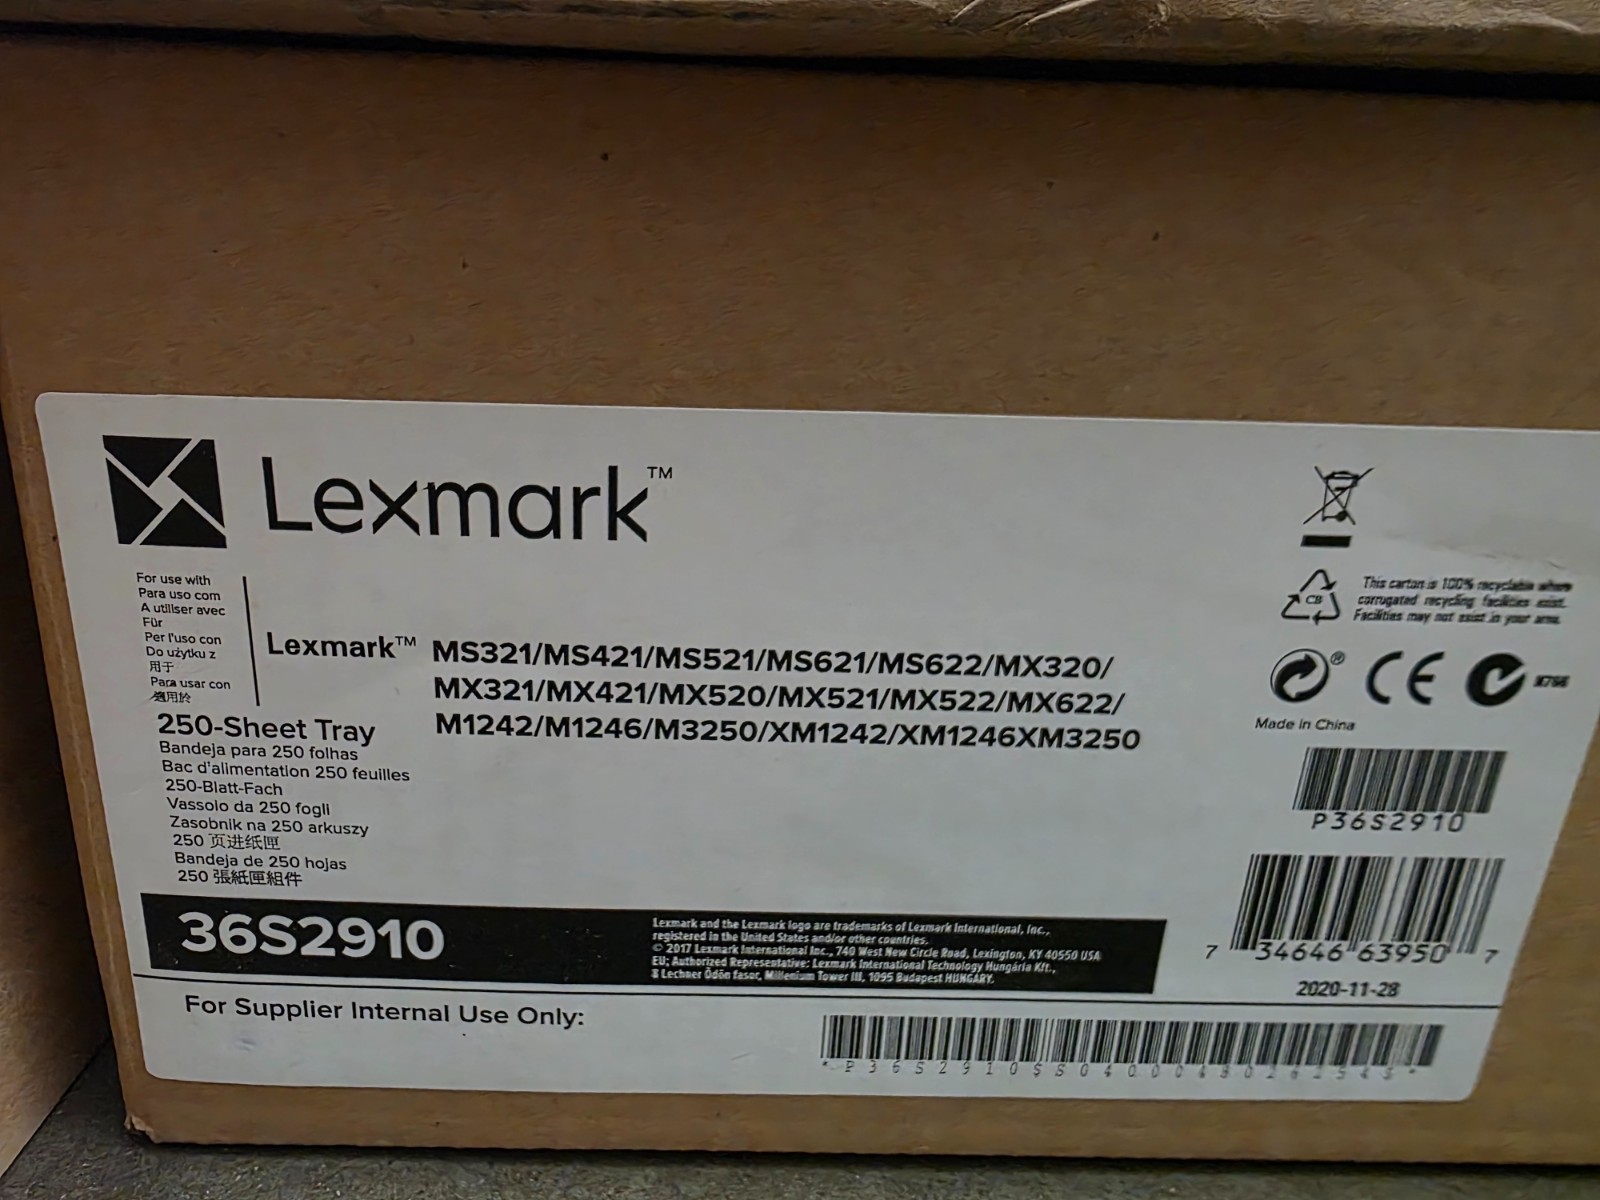 Lexmark™
For use with
Para uso com
A utiliser avec
Für
Per l'uso con
Do użytku z
用于
Para usar con
適用於
Lexmark™ MS321/MS421/MS521/MS621/MS622/MX320/
MX321/MX421/MX520/MX521/MX522/MX622/
M1242/M1246/M3250/XM1242/XM1246XM3250
250-Sheet Tray
Bandeja para 250 folhas
Bac d'alimentation 250 feuilles
250-Blatt-Fach
Vassoio da 250 fogli
Zasobnik na 250 arkuszy
250 页进纸匣
Bandeja de 250 hojas
250 張紙匣組件
36S2910
Lexmark and the Lexmark logo are trademarks of Lexmark International, Inc.,
registered in the United States and/or other countries.
© 2017 Lexmark International Inc., 740 West New Circle Road, Lexington, KY 40550 USA
EU; Authorized Representative: Lexmark International Technology Hungária Kft.,
8 Lechner Ödön fasor, Millenium Tower III, 1095 Budapest HUNGARY.
CB
This carton is 100% recyclable where
corrugated recycling facilities exist.
Facilities may not exist in your area.
®
CE
Made in China
P36S2910
7 34646 63950 7
2020-11-28
For Supplier Internal Use Only: